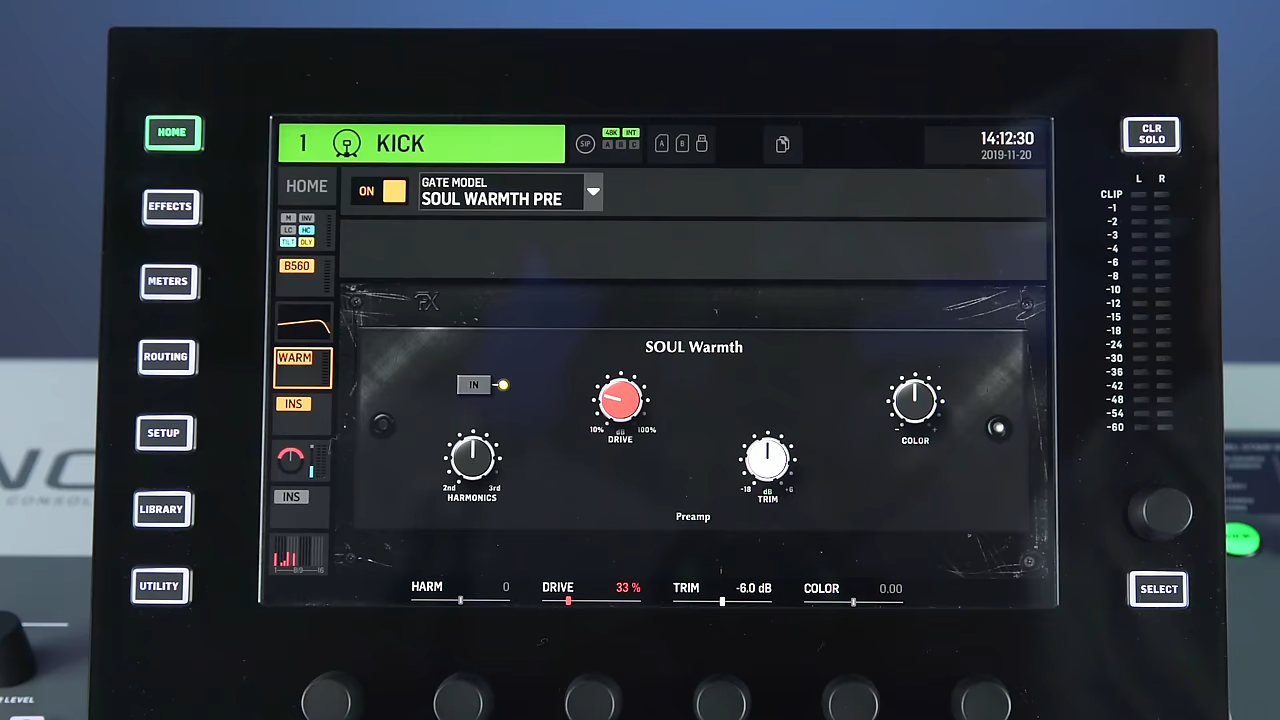 HOME
EFFECTS
METERS
ROUTING
SETUP
LIBRARY
UTILITY
1 KICK
SIP
48K INT
A B C
A B
14:12:30
2019-11-20
HOME
ON
GATE MODEL
SOUL WARMTH PRE
M INV
LC HC
TILT DLY
B560
WARM
INS
INS
FX
SOUL Warmth
IN
10% dB 100%
DRIVE
COLOR
2nd 3rd
HARMONICS
-18 dB +6
TRIM
Preamp
HARM 0
DRIVE 33 %
TRIM -6.0 dB
COLOR 0.00
CLR
SOLO
L R
CLIP
-1
-2
-3
-4
-6
-8
-10
-12
-15
-18
-24
-30
-36
-42
-48
-54
-60
SELECT
CONSOL
LEVEL